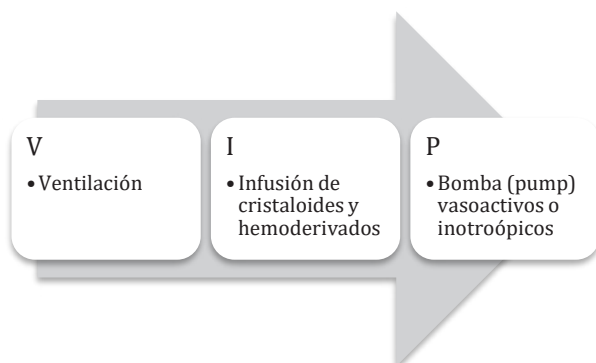 V
• Ventilación
I
• Infusión de
cristaloides y
hemoderivados
P
• Bomba (pump)
vasoactivos o
inotroópicos